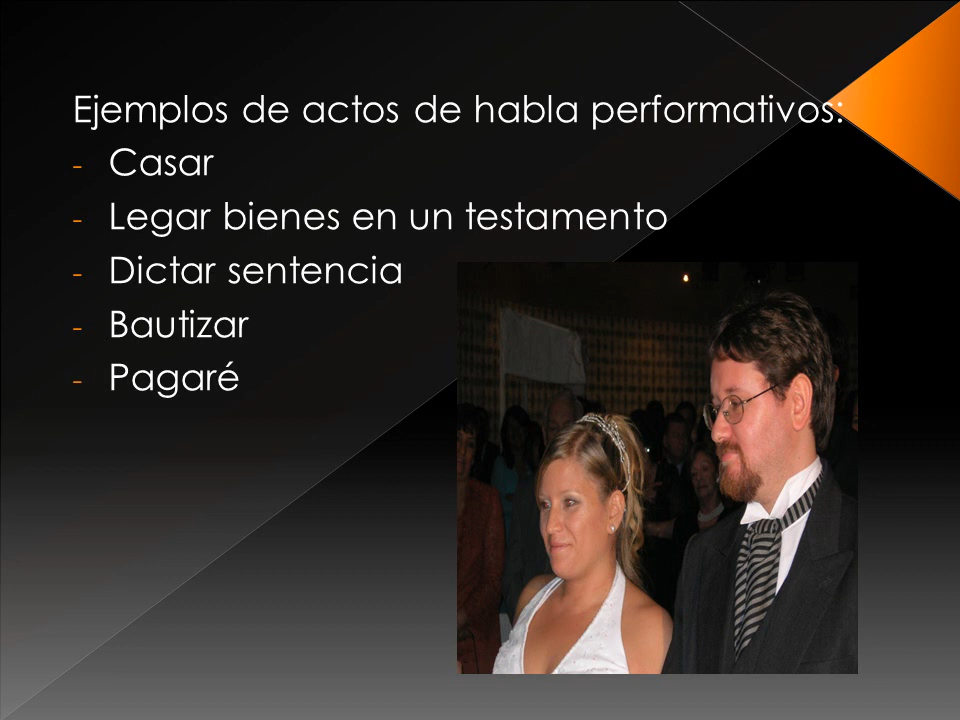 Ejemplos de actos de habla performativos:
- Casar
- Legar bienes en un testamento
- Dictar sentencia
- Bautizar
- Pagaré